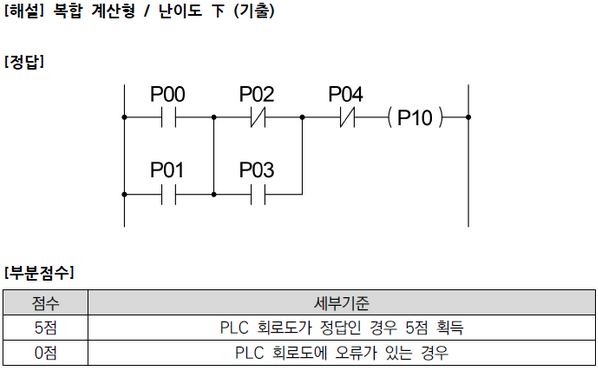 [해설] 복합 계산형 / 난이도 下 (기출)
[정답]
P00 P02 P04
P10
P01 P03
[부분점수]
점수 세부기준
5점 PLC 회로도가 정답인 경우 5점 획득
0점 PLC 회로도에 오류가 있는 경우